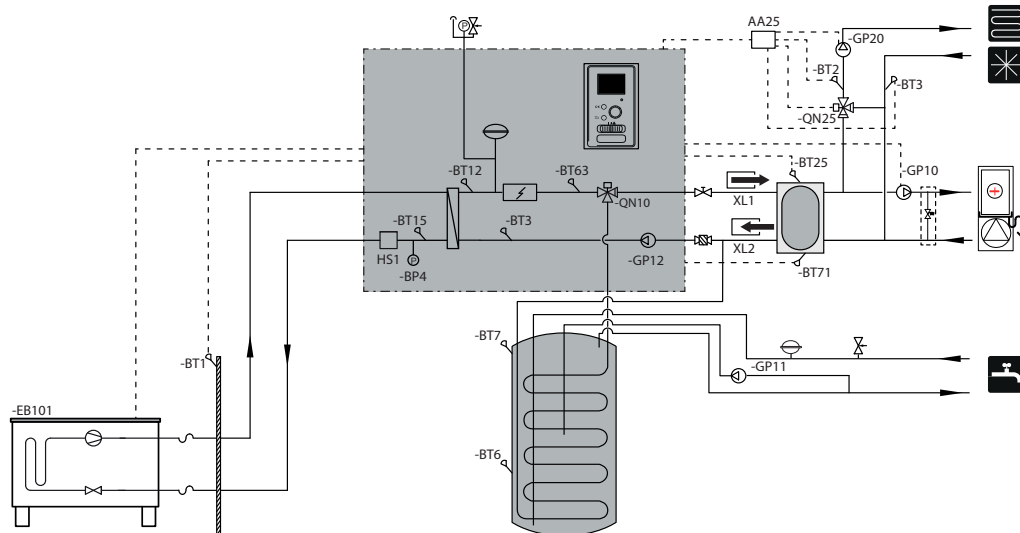 AA25
-GP20
-BT2
-BT3
-QN25
P
-BT12
-BT63
-QN10
-BT25
-GP10
XL1
XL2
-BT15
-BT3
HS1
P
-BP4
-GP12
-BT71
-BT1
-BT7
-GP11
-EB101
-BT6